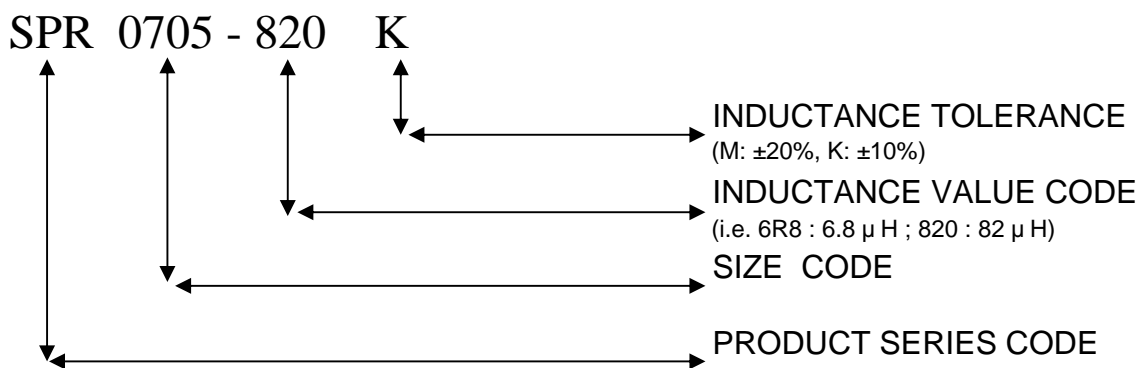 SPR 0705 - 820 K
INDUCTANCE TOLERANCE
(M: ±20%, K: ±10%)
INDUCTANCE VALUE CODE
(i.e. 6R8 : 6.8 µ H ; 820 : 82 µ H)
SIZE CODE
PRODUCT SERIES CODE